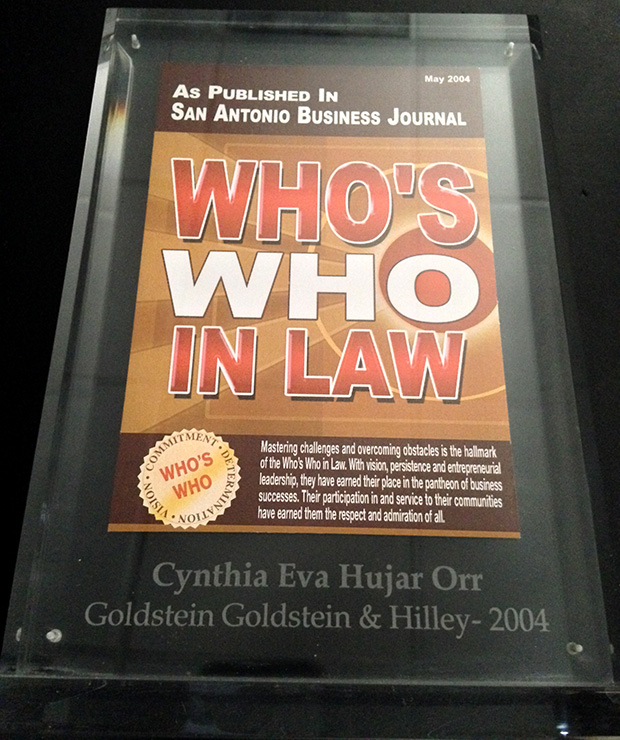 May 2004
As Published In
San Antonio Business Journal
WHO'S
WHO
IN LAW
COMMITMENT • DETERMINATION • VISION •
WHO'S
WHO
Mastering challenges and overcoming obstacles is the hallmark
of the Who's Who in Law. With vision, persistence and entrepreneurial
leadership, they have earned their place in the pantheon of business
successes. Their participation in and service to their communities
have earned them the respect and admiration of all.
Cynthia Eva Hujar Orr
Goldstein Goldstein & Hilley- 2004